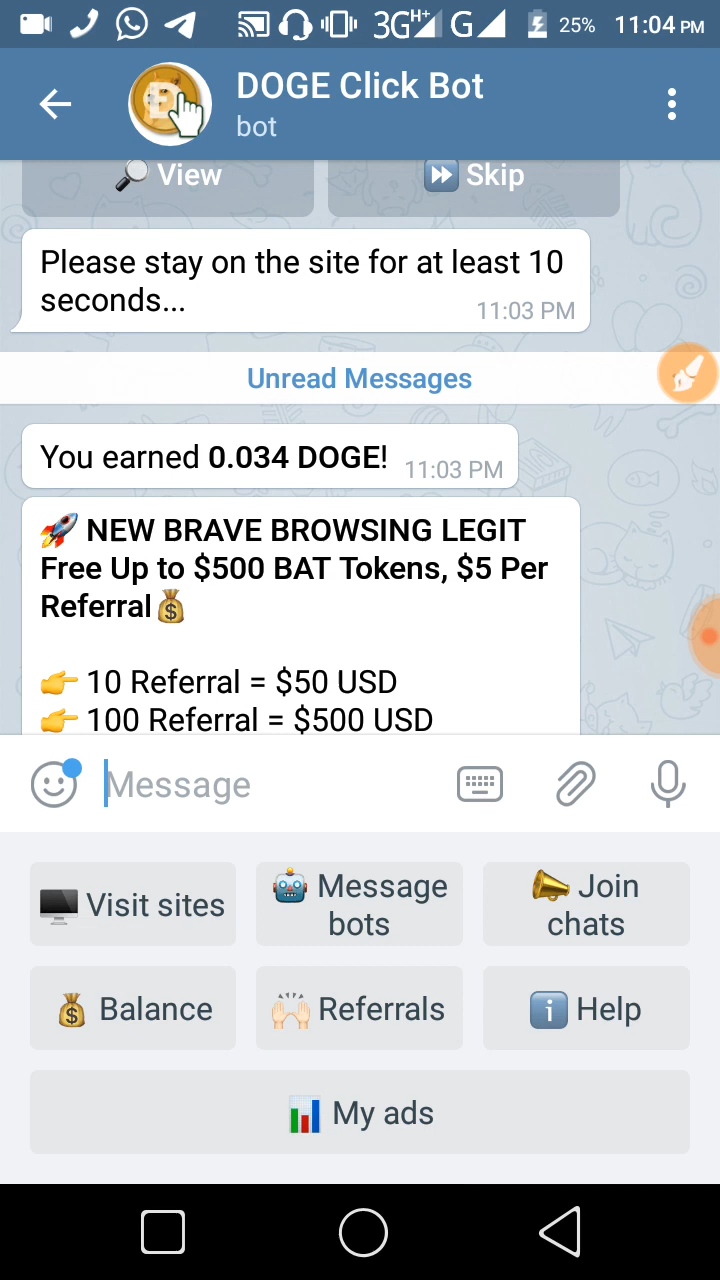 3G H+ G 25% 11:04 PM
DOGE Click Bot
bot
View
Skip
Please stay on the site for at least 10
seconds...
11:03 PM
Unread Messages
You earned 0.034 DOGE! 11:03 PM
🚀 NEW BRAVE BROWSING LEGIT
Free Up to $500 BAT Tokens, $5 Per
Referral💰
👉 10 Referral = $50 USD
👉 100 Referral = $500 USD
Message
Visit sites
Message
bots
Join
chats
Balance
Referrals
Help
My ads